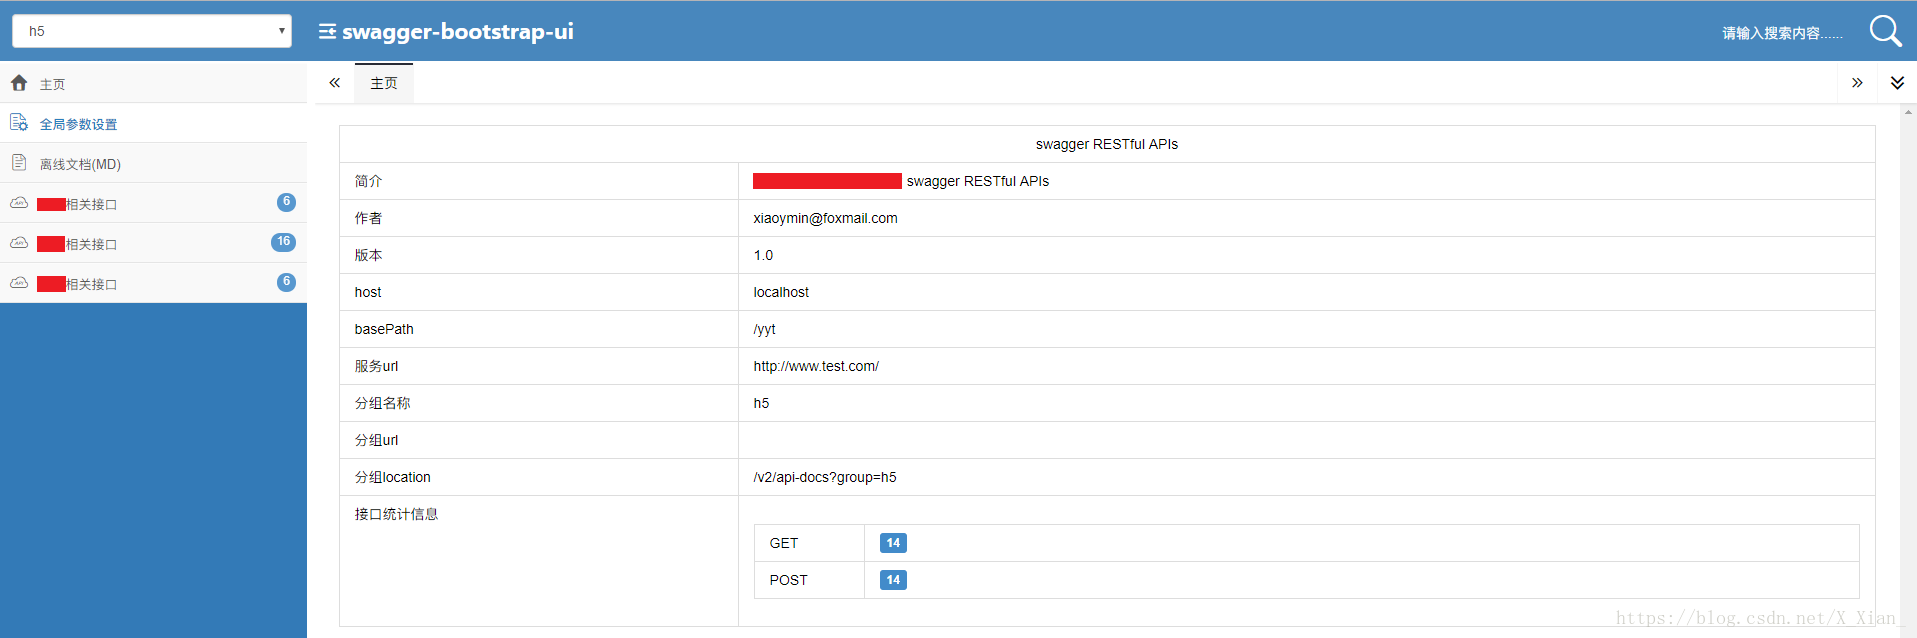 h5
swagger-bootstrap-ui
请输入搜索内容......
主页
全局参数设置
离线文档(MD)
相关接口 6
相关接口 16
相关接口 6
主页
swagger RESTful APIs
简介 swagger RESTful APIs
作者 xiaoymin@foxmail.com
版本 1.0
host localhost
basePath /yyt
服务url http://www.test.com/
分组名称 h5
分组url
分组location /v2/api-docs?group=h5
接口统计信息
GET 14
POST 14
https://blog.csdn.net/X_Xian_